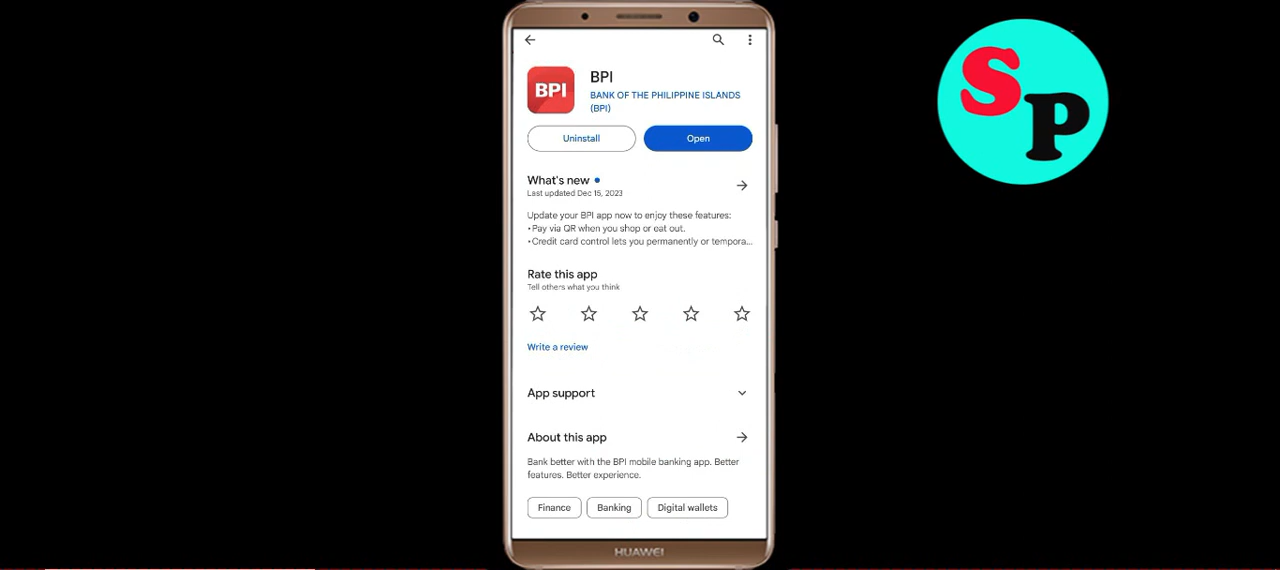 BPI
BPI
BANK OF THE PHILIPPINE ISLANDS
(BPI)
Uninstall
Open
What's new
Last updated Dec 15, 2023
Update your BPI app now to enjoy these features:
•Pay via QR when you shop or eat out.
•Credit card control lets you permanently or tempora...
Rate this app
Tell others what you think
Write a review
App support
About this app
Bank better with the BPI mobile banking app. Better
features. Better experience.
Finance
Banking
Digital wallets
HUAWEI
SP